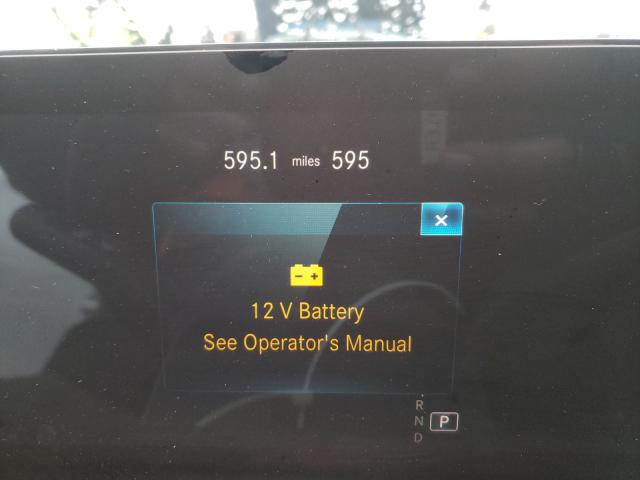 595.1 miles 595
×
- +
12 V Battery
See Operator's Manual
R
N P
D